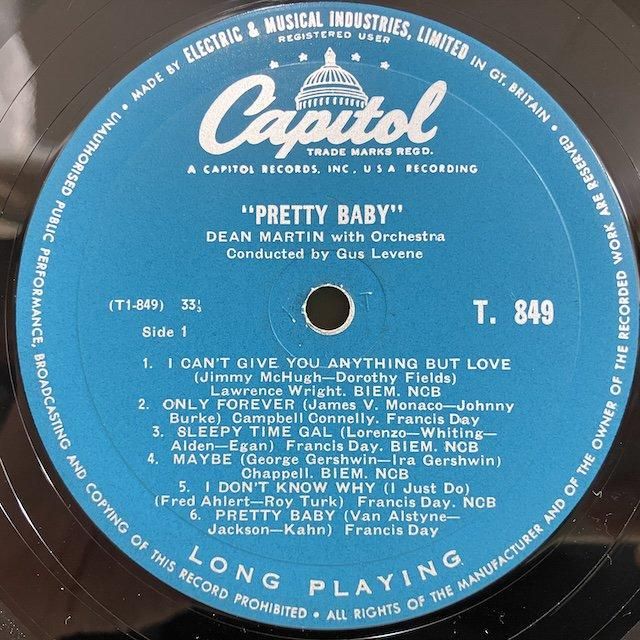 MADE BY ELECTRIC & MUSICAL INDUSTRIES, LIMITED IN GT. BRITAIN •
REGISTERED USER
Capitol
TRADE MARKS REGD.
A CAPITOL RECORDS, INC., U S A RECORDING
"PRETTY BABY"
DEAN MARTIN with Orchestra
Conducted by Gus Levene
(T1-849) 33⅓
T. 849
Side 1
1. I CAN'T GIVE YOU ANYTHING BUT LOVE
(Jimmy McHugh—Dorothy Fields)
Lawrence Wright. BIEM. NCB
2. ONLY FOREVER (James V. Monaco—Johnny
Burke) Campbell Connelly. Francis Day
3. SLEEPY TIME GAL (Lorenzo—Whiting—
Alden—Egan) Francis Day. BIEM. NCB
4. MAYBE (George Gershwin—Ira Gershwin)
Chappell. BIEM. NCB
5. I DON'T KNOW WHY (I Just Do)
(Fred Ahlert—Roy Turk) Francis Day. NCB
6. PRETTY BABY (Van Alstyne—
Jackson—Kahn) Francis Day
LONG PLAYING
UNAUTHORISED PUBLIC PERFORMANCE, BROADCASTING AND COPYING OF THIS RECORD PROHIBITED • ALL RIGHTS OF THE MANUFACTURER AND OF THE OWNER OF THE RECORDED WORK ARE RESERVED •